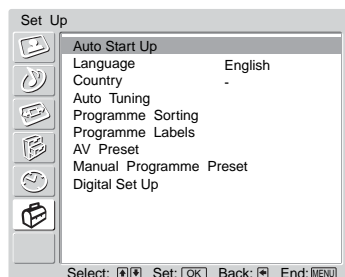 Set Up
Auto Start Up
Language English
Country -
Auto Tuning
Programme Sorting
Programme Labels
AV Preset
Manual Programme Preset
Digital Set Up
Select: Set: OK Back: End: MENU